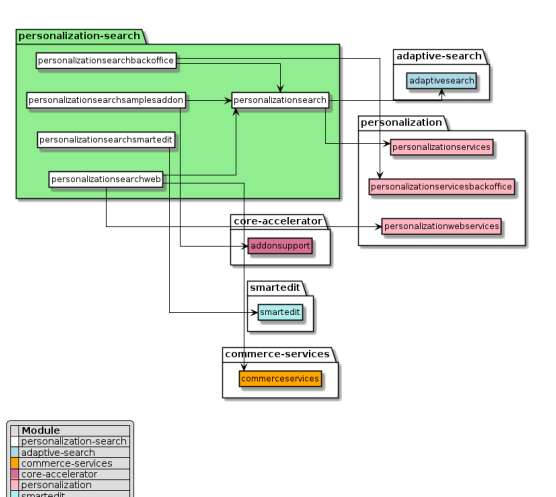 personalization-search
personalizationsearchbackoffice
adaptive-search
adaptivesearch
personalizationsearchsamplesaddon
personalizationsearch
personalization
personalizationsearchsmartedit
personalizationservices
personalizationsearchweb
personalizationservicesbackoffice
core-accelerator
personalizationwebservices
addonsupport
smartedit
smartedit
commerce-services
commerceservices
Module
personalization-search
adaptive-search
commerce-services
core-accelerator
personalization
smartedit